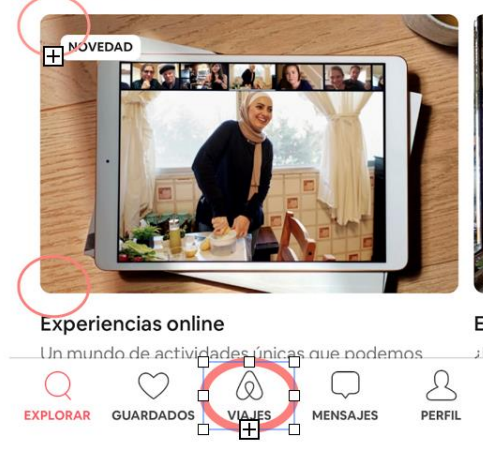 NOVEDAD
Experiencias online
Un mundo de actividades únicas que podemos
EXPLORAR GUARDADOS VIAJES MENSAJES PERFIL